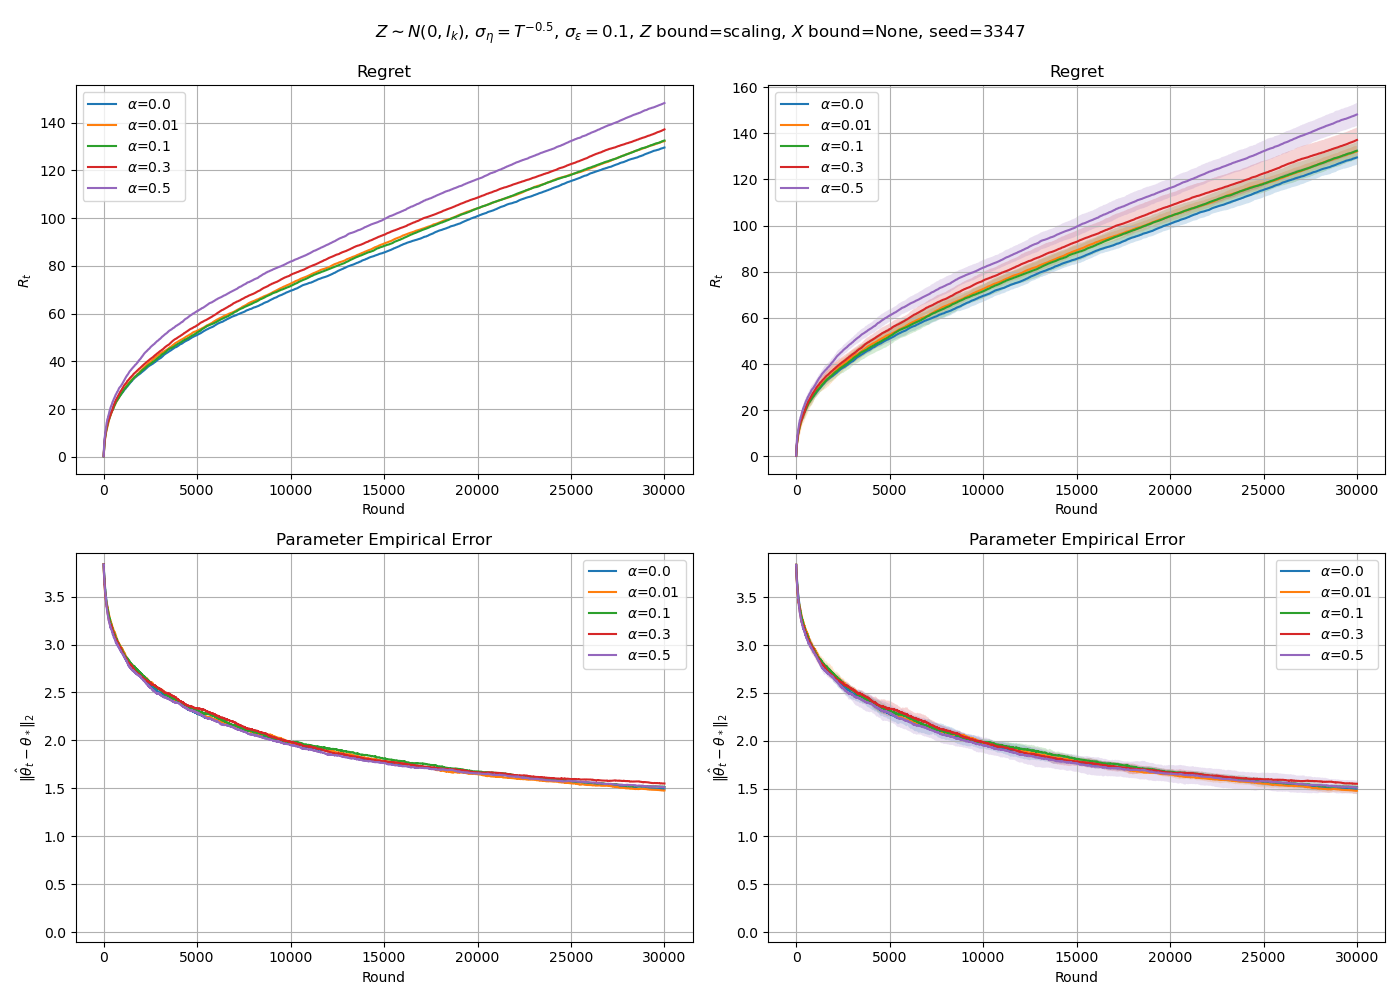 Z ∼ N(0, I_k), σ_η = T^{−0.5}, σ_ε = 0.1, Z bound=scaling, X bound=None, seed=3347
Regret
α=0.0
α=0.01
α=0.1
α=0.3
α=0.5
R_t
140
120
100
80
60
40
20
0
0 5000 10000 15000 20000 25000 30000
Round
Regret
α=0.0
α=0.01
α=0.1
α=0.3
α=0.5
R_t
160
140
120
100
80
60
40
20
0
0 5000 10000 15000 20000 25000 30000
Round
Parameter Empirical Error
α=0.0
α=0.01
α=0.1
α=0.3
α=0.5
‖θ̂_t − θ_*‖_2
3.5
3.0
2.5
2.0
1.5
1.0
0.5
0.0
0 5000 10000 15000 20000 25000 30000
Round
Parameter Empirical Error
α=0.0
α=0.01
α=0.1
α=0.3
α=0.5
‖θ̂_t − θ_*‖_2
3.5
3.0
2.5
2.0
1.5
1.0
0.5
0.0
0 5000 10000 15000 20000 25000 30000
Round